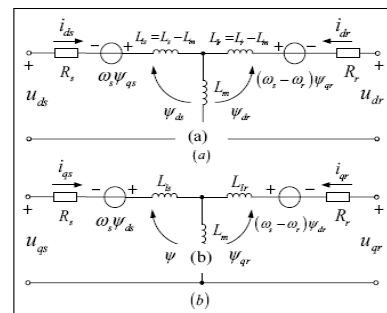 i_ds L_ls = L_s − L_m L_lr = L_r − L_m i_dr
+ − + + − +
R_s ω_s ψ_qs L_m (ω_s − ω_r)ψ_qr R_r
u_ds ψ_ds ψ_dr u_dr
(a)
(a)
i_qs L_ls L_lr i_qr
+ − + + − +
R_s ω_s ψ_ds L_m (ω_s − ω_r)ψ_dr R_r
u_qs ψ (b) ψ_qr u_qr
(b)